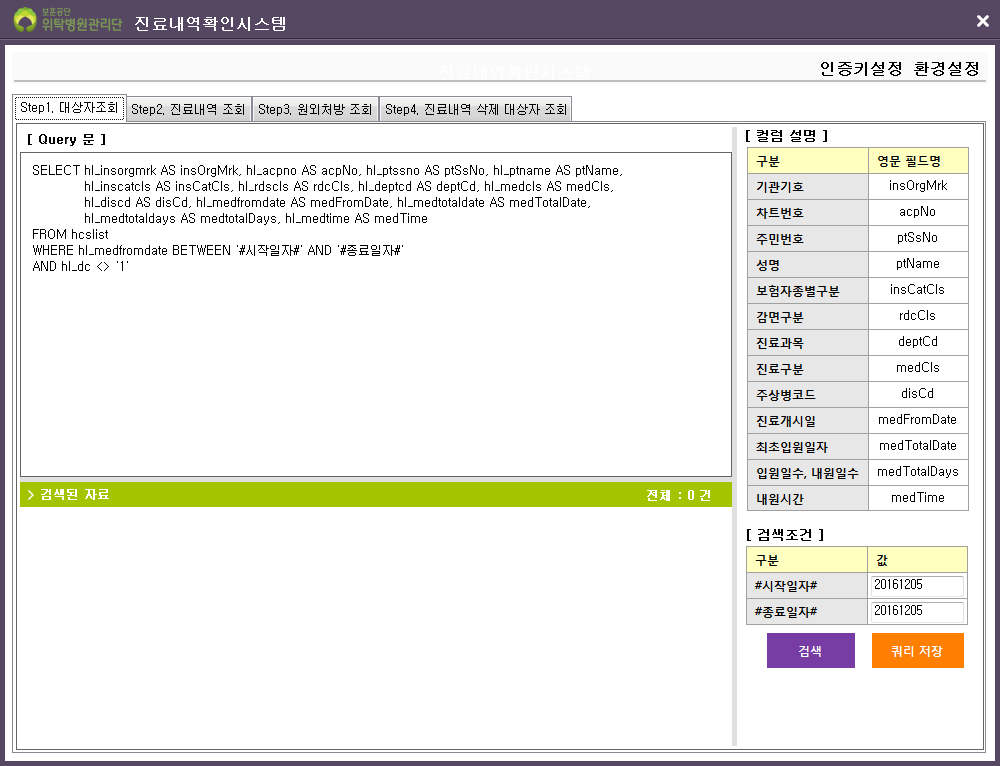 보훈공단
위탁병원관리단 진료내역확인시스템
진료내역확인시스템
인증키설정 환경설정
Step1. 대상자조회 Step2. 진료내역 조회 Step3. 원외처방 조회 Step4. 진료내역 삭제 대상자 조회
[ Query 문 ]
SELECT hl_insorgmrk AS insOrgMrk, hl_acpno AS acpNo, hl_ptssno AS ptSsNo, hl_ptname AS ptName,
hl_inscatcls AS insCatCls, hl_rdscls AS rdcCls, hl_deptcd AS deptCd, hl_medcls AS medCls,
hl_discd AS disCd, hl_medfromdate AS medFromDate, hl_medtotaldate AS medTotalDate,
hl_medtotaldays AS medtotalDays, hl_medtime AS medTime
FROM hcslist
WHERE hl_medfromdate BETWEEN '#시작일자#' AND '#종료일자#'
AND hl_dc <> '1'
> 검색된 자료 전체 : 0 건
[ 컬럼 설명 ]
구분 영문 필드명
기관기호 insOrgMrk
차트번호 acpNo
주민번호 ptSsNo
성명 ptName
보험자종별구분 insCatCls
감면구분 rdcCls
진료과목 deptCd
진료구분 medCls
주상병코드 disCd
진료개시일 medFromDate
최초입원일자 medTotalDate
입원일수, 내원일수 medTotalDays
내원시간 medTime
[ 검색조건 ]
구분 값
#시작일자# 20161205
#종료일자# 20161205
검색 쿼리 저장